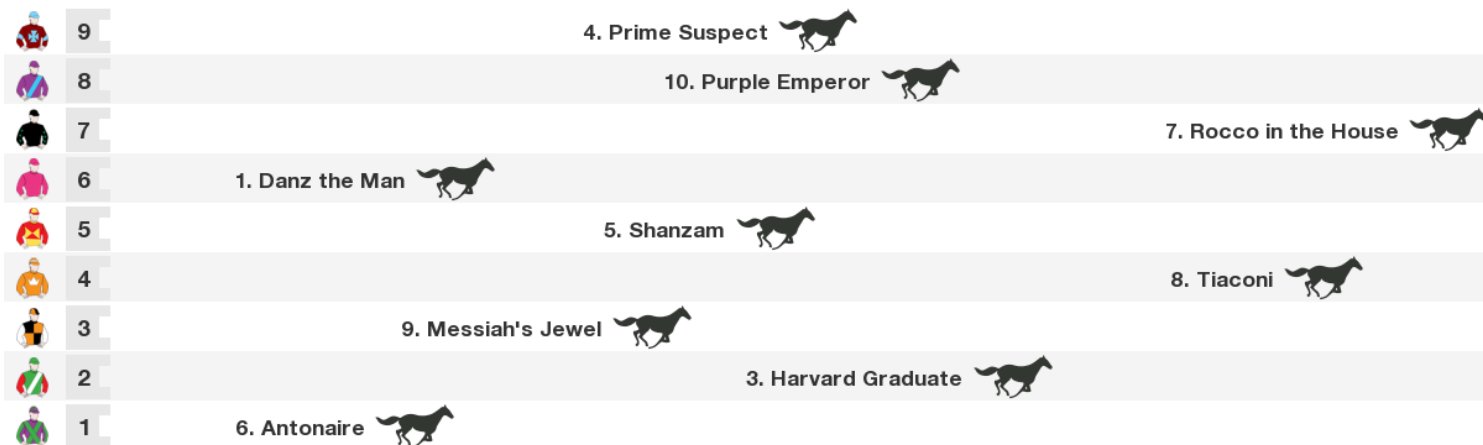 9 4. Prime Suspect
8 10. Purple Emperor
7 7. Rocco in the House
6 1. Danz the Man
5 5. Shanzam
4 8. Tiaconi
3 9. Messiah's Jewel
2 3. Harvard Graduate
1 6. Antonaire